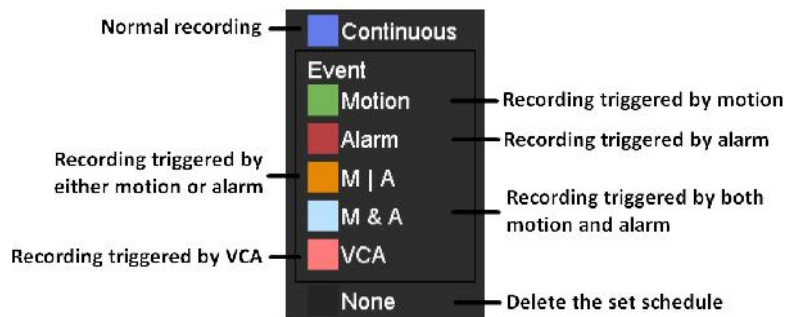 Normal recording
Continuous
Event
Motion
Recording triggered by motion
Alarm
Recording triggered by alarm
Recording triggered by
either motion or alarm
M | A
M & A
Recording triggered by both
motion and alarm
Recording triggered by VCA
VCA
None
Delete the set schedule